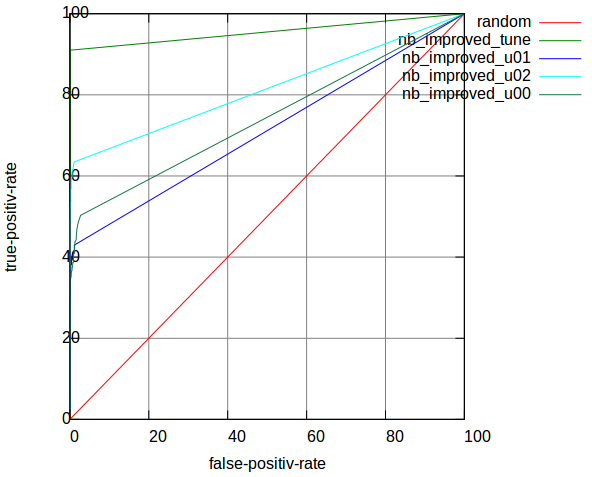 100
80
60
40
20
0
0 20 40 60 80 100
true-positiv-rate
false-positiv-rate
random
nb_improved_tune
nb_improved_u01
nb_improved_u02
nb_improved_u00